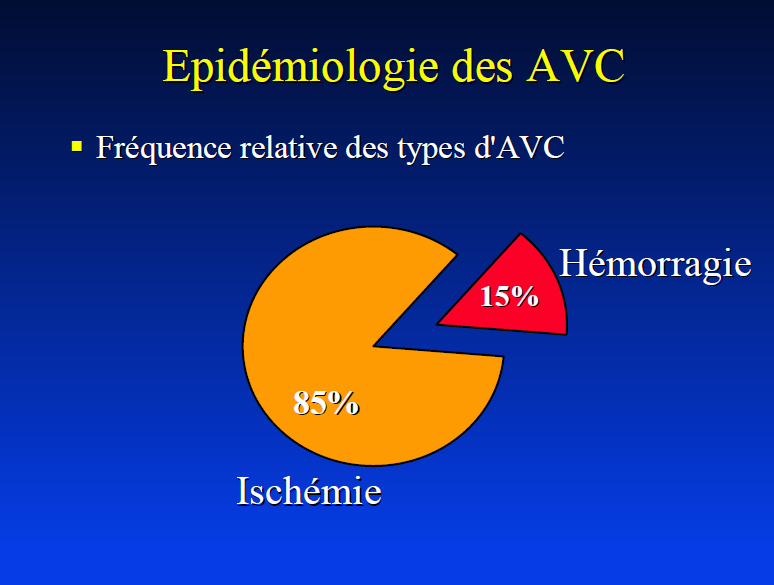 Epidémiologie des AVC
Fréquence relative des types d'AVC
Hémorragie
15%
85%
Ischémie